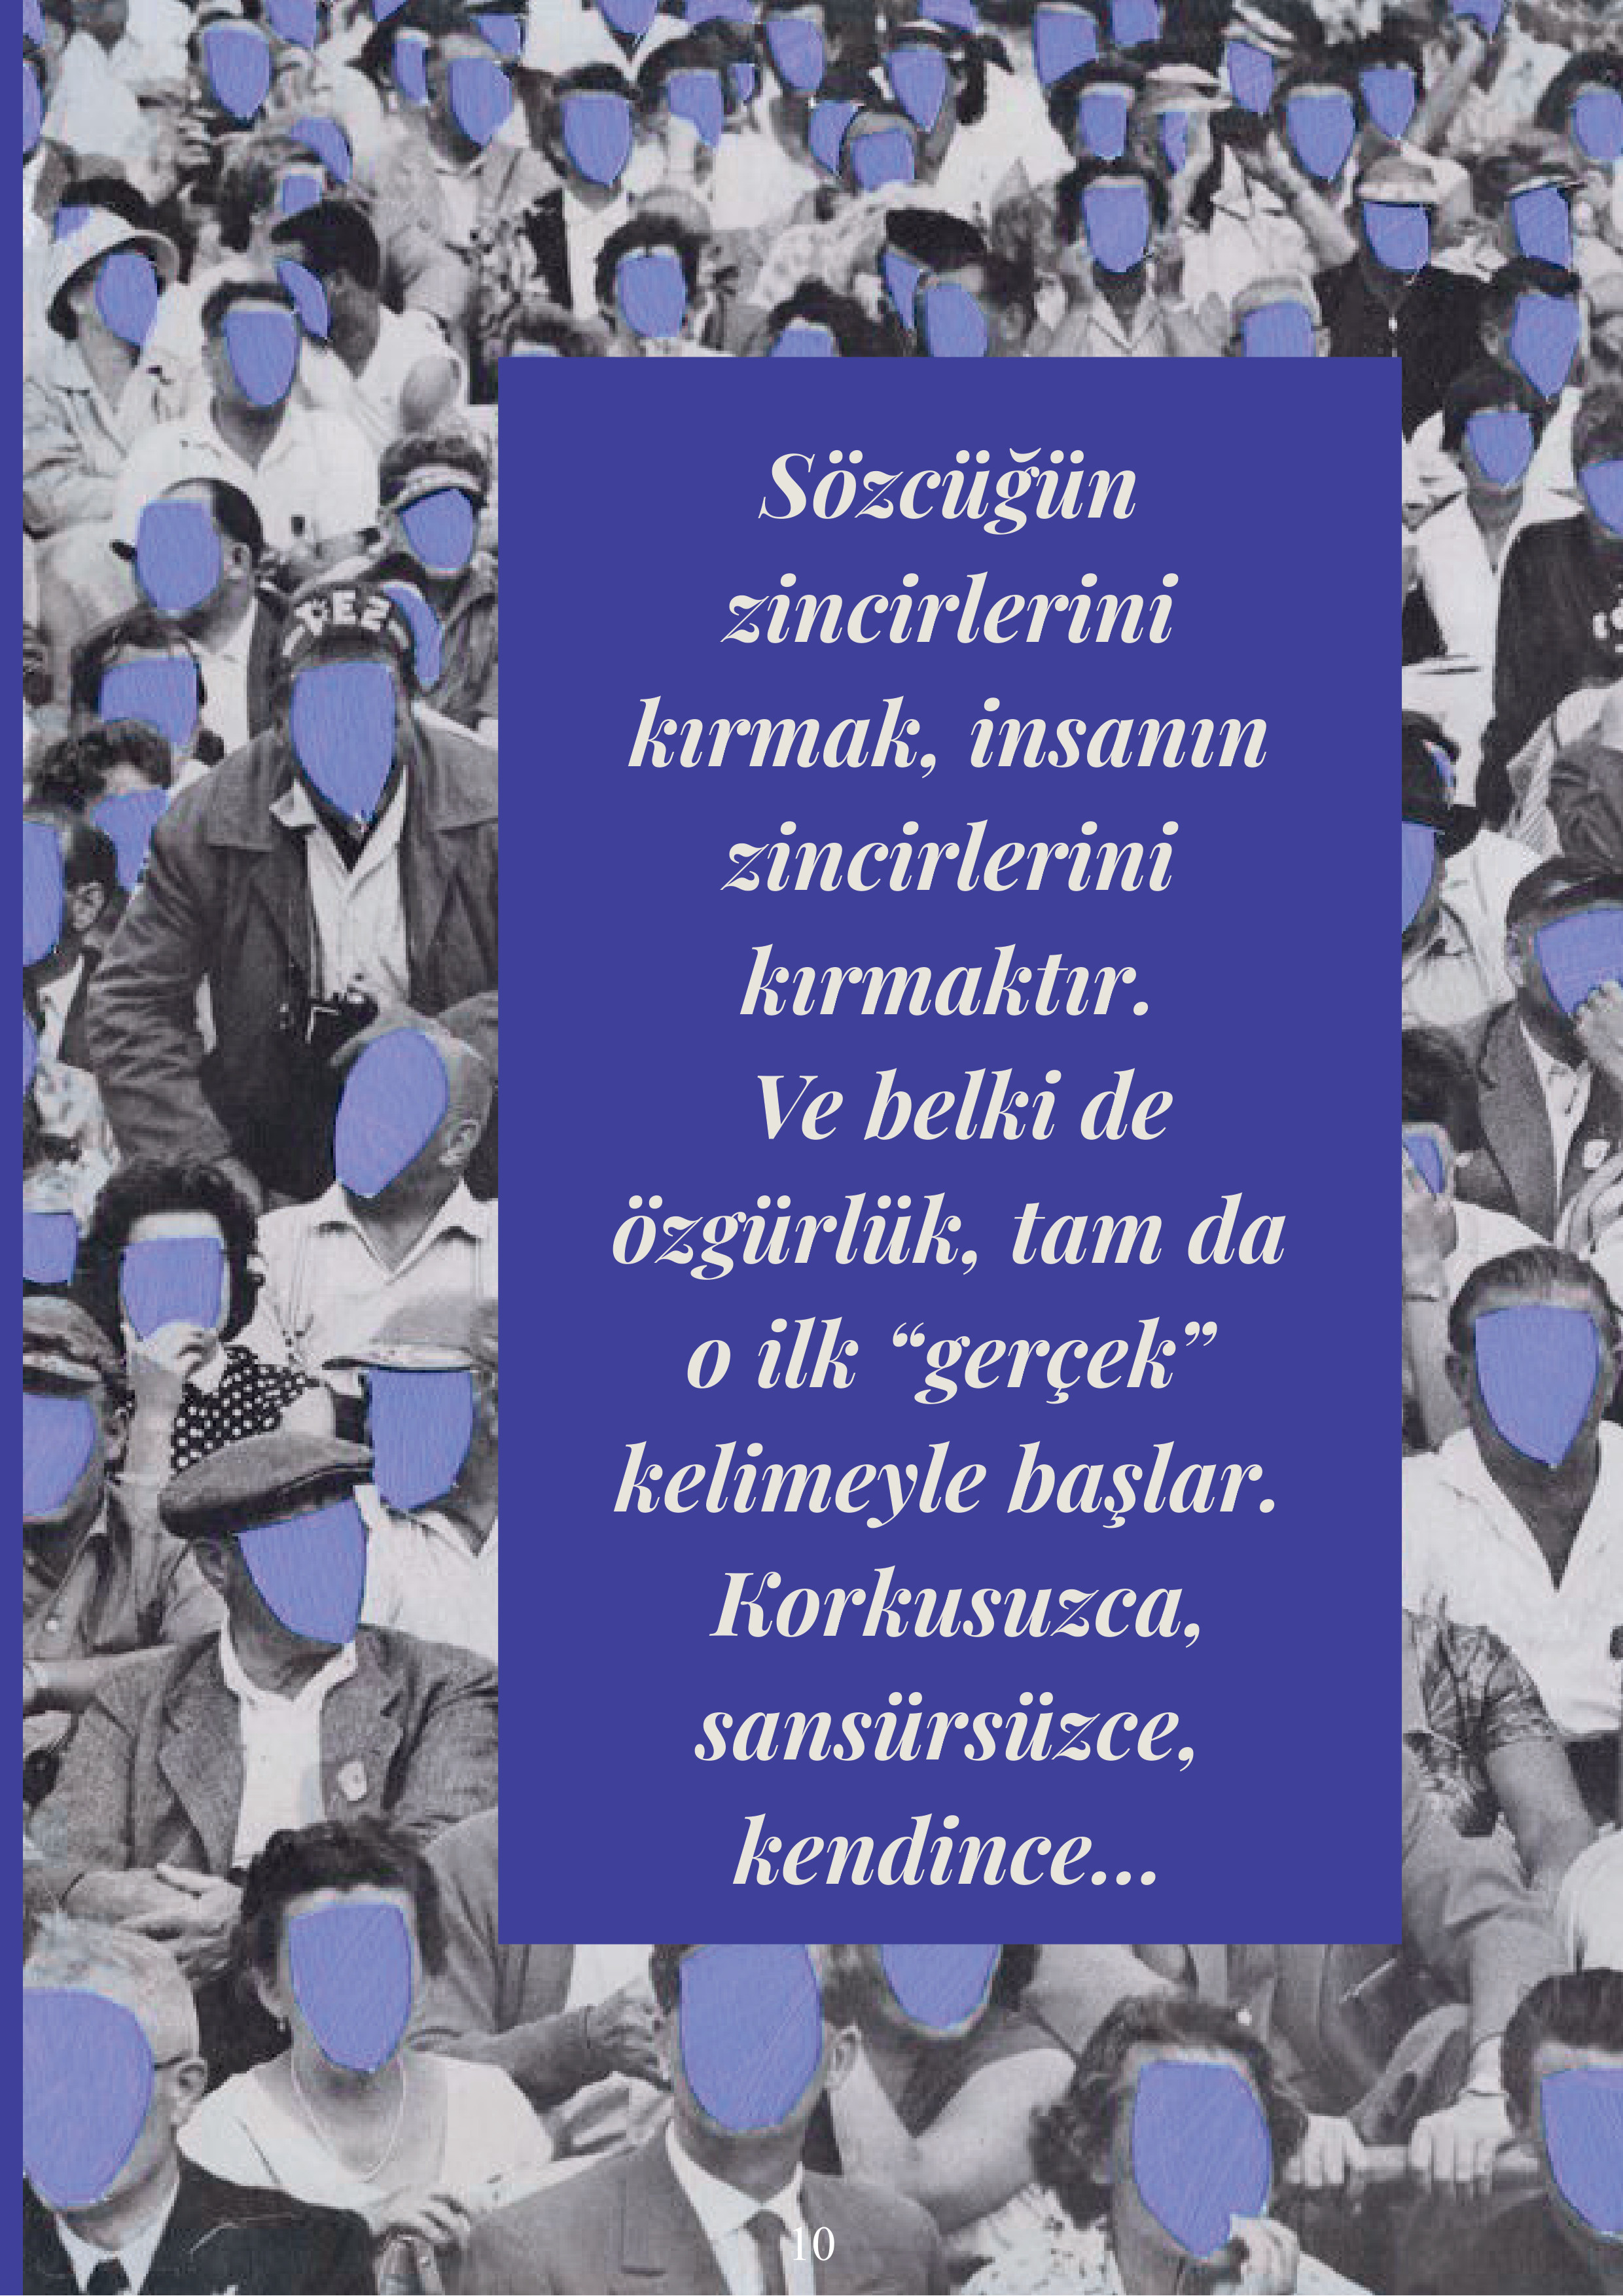 Sözcüğün
zincirlerini
kırmak, insanın
zincirlerini
kırmaktır.
Ve belki de
özgürlük, tam da
o ilk “gerçek”
kelimeyle başlar.
Korkusuzca,
sansürsüzce,
kendince...
10